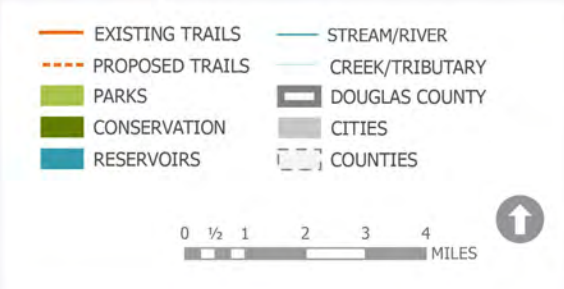 EXISTING TRAILS
PROPOSED TRAILS
PARKS
CONSERVATION
RESERVOIRS
STREAM/RIVER
CREEK/TRIBUTARY
DOUGLAS COUNTY
CITIES
COUNTIES
0 ½ 1 2 3 4
MILES